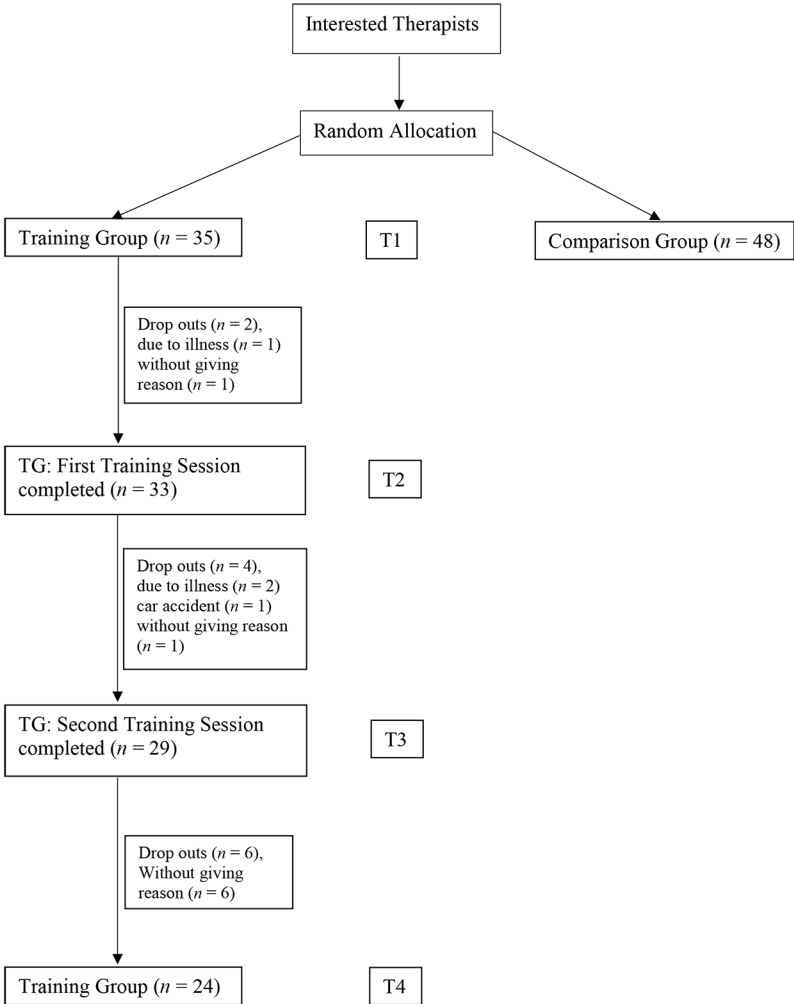 Interested Therapists
Random Allocation
Training Group (n = 35)
T1
Comparison Group (n = 48)
Drop outs (n = 2),
due to illness (n = 1)
without giving
reason (n = 1)
TG: First Training Session
completed (n = 33)
T2
Drop outs (n = 4),
due to illness (n = 2)
car accident (n = 1)
without giving reason
(n = 1)
TG: Second Training Session
completed (n = 29)
T3
Drop outs (n = 6),
Without giving
reason (n = 6)
Training Group (n = 24)
T4